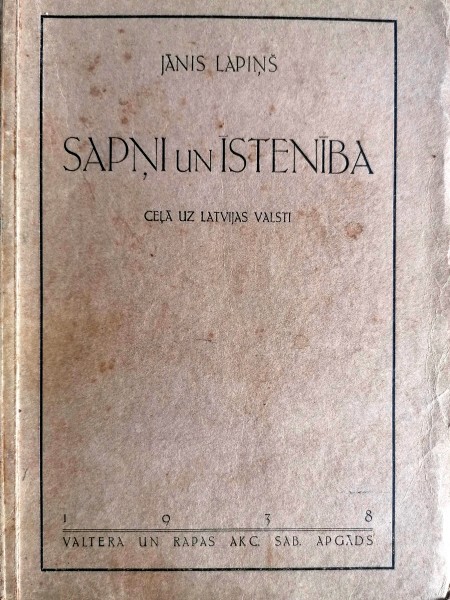 JĀNIS LAPIŅŠ
SAPŅI UN ĪSTENĪBA
CEĻĀ UZ LATVIJAS VALSTI
1 9 3 8
VALTERA UN RAPAS AKC. SAB. APGĀDS